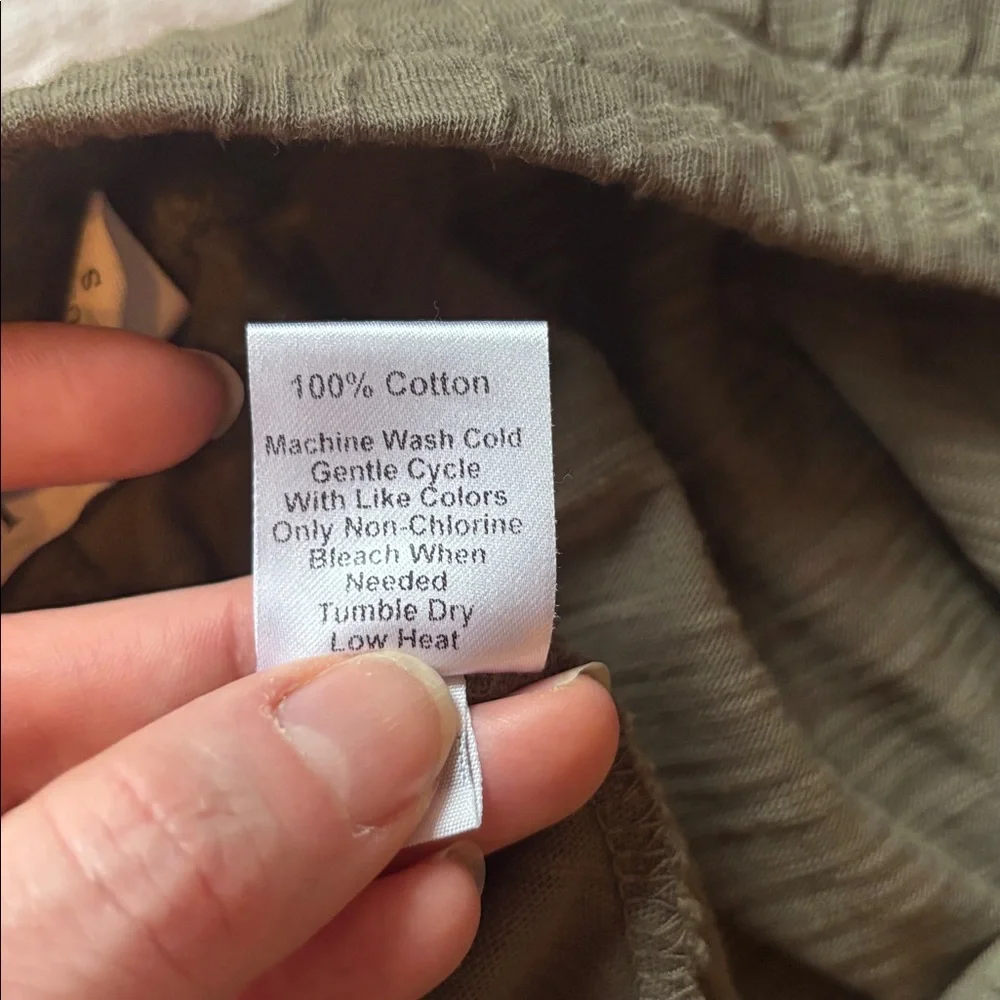 100% Cotton
Machine Wash Cold
Gentle Cycle
With Like Colors
Only Non-Chlorine
Bleach When
Needed
Tumble Dry
Low Heat